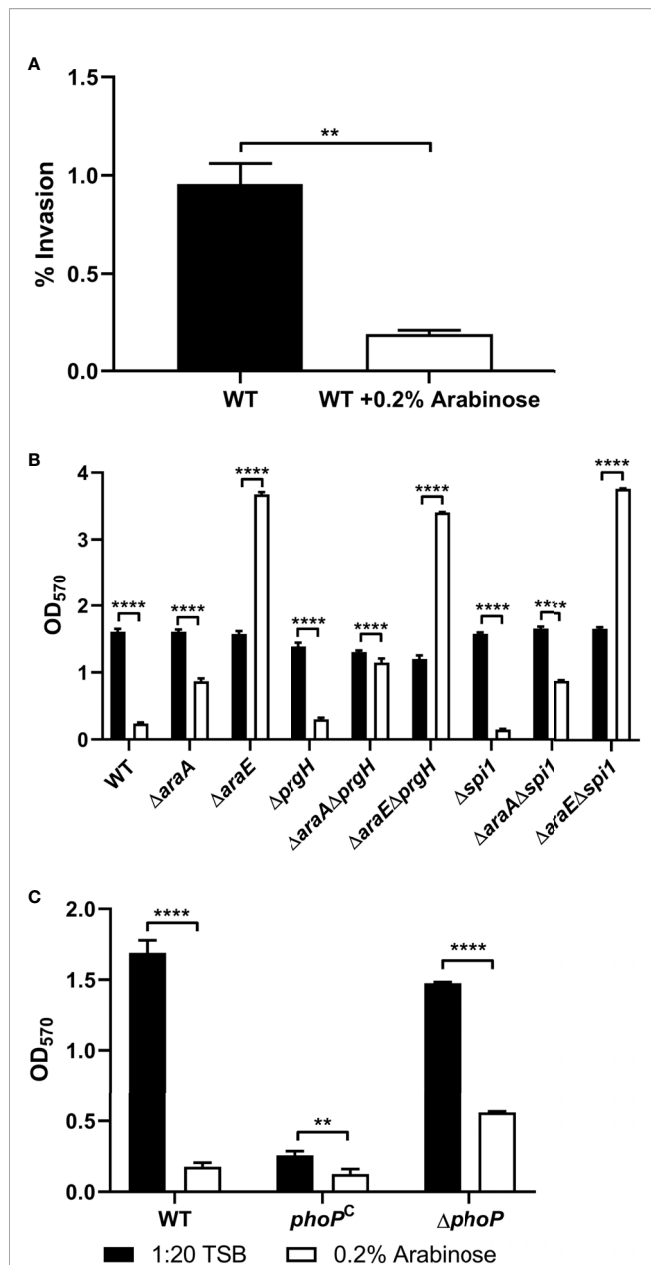 A
1.5
1.0
0.5
0.0
% Invasion
**
WT
WT +0.2% Arabinose
B
4
3
2
1
0
OD570
**** **** **** **** **** **** **** **** ****
WT
ΔaraA
ΔaraE
ΔprgH
ΔaraAΔprgH
ΔaraEΔprgH
Δspi1
ΔaraAΔspi1
ΔaraEΔspi1
C
2.0
1.5
1.0
0.5
0.0
OD570
****
**
****
WT
phoPC
ΔphoP
1:20 TSB
0.2% Arabinose